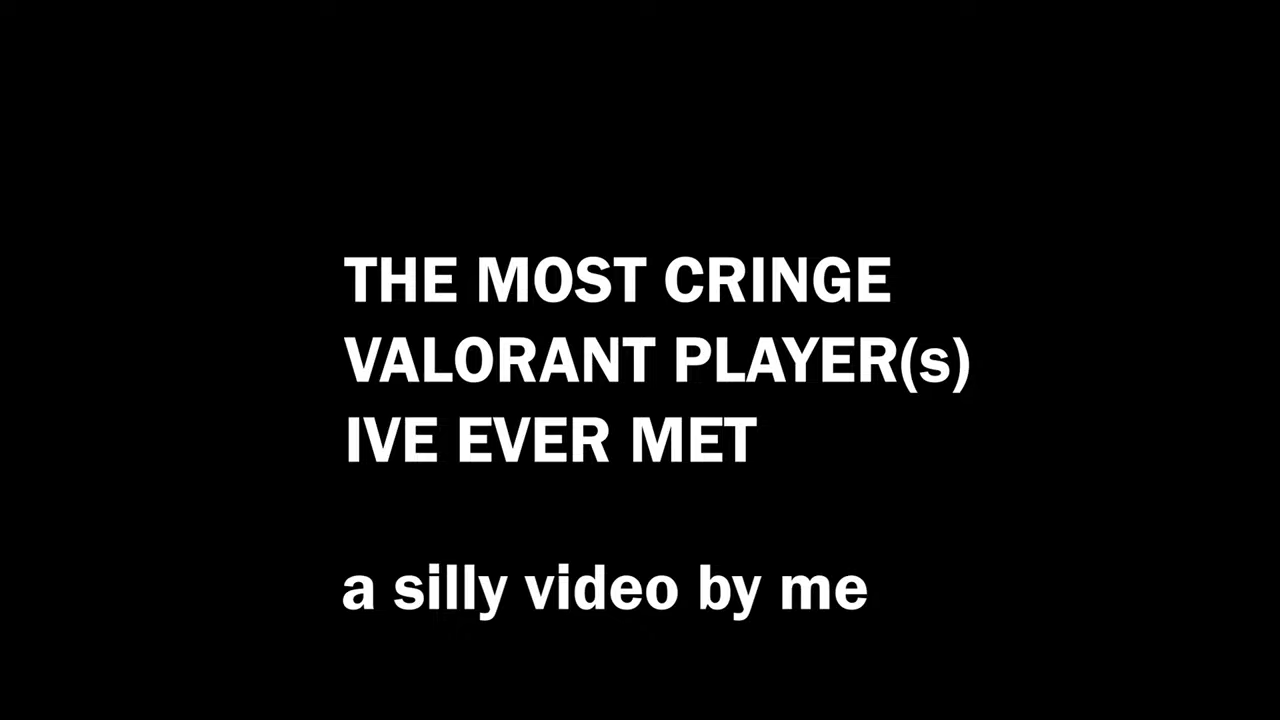 THE MOST CRINGE
VALORANT PLAYER(s)
IVE EVER MET
a silly video by me